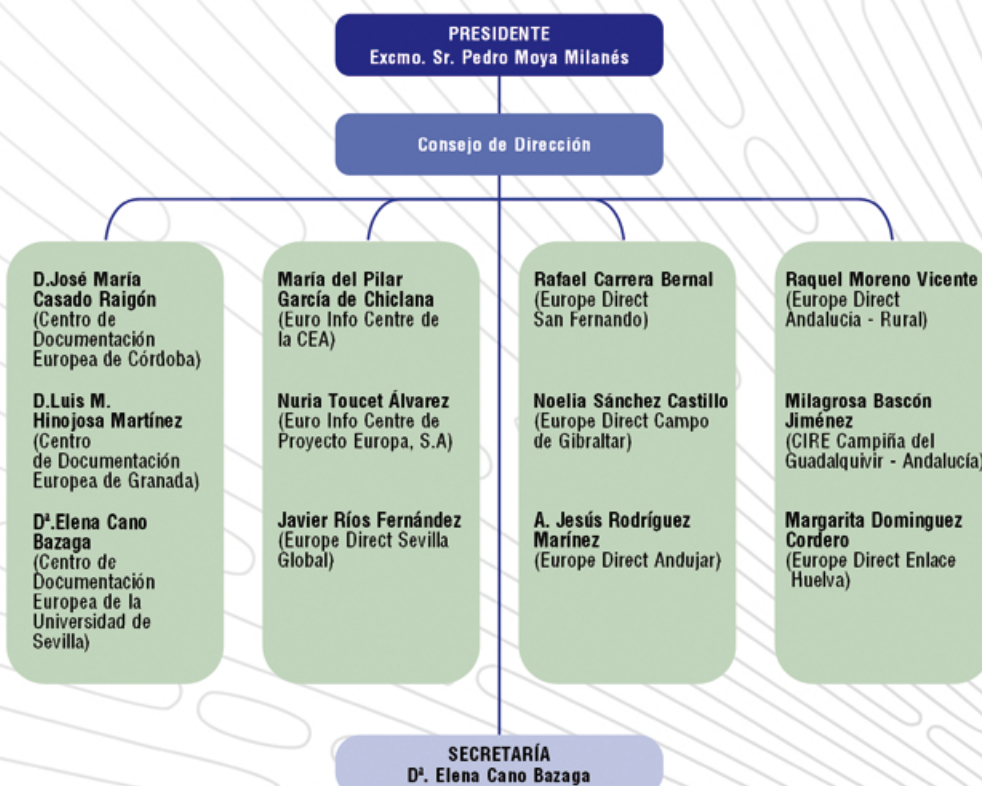 PRESIDENTE
Excmo. Sr. Pedro Moya Milanés
Consejo de Dirección
D.José María
Casado Raigón
(Centro de
Documentación
Europea de Córdoba)
D.Luis M.
Hinojosa Martínez
(Centro
de Documentación
Europea de Granada)
Dª.Elena Cano
Bazaga
(Centro de
Documentación
Europea de la
Universidad de
Sevilla)
María del Pilar
García de Chiclana
(Euro Info Centre de
la CEA)
Nuria Toucet Álvarez
(Euro Info Centre de
Proyecto Europa, S.A)
Javier Ríos Fernández
(Europe Direct Sevilla
Global)
Rafael Carrera Bernal
(Europe Direct
San Fernando)
Noelia Sánchez Castillo
(Europe Direct Campo
de Gibraltar)
A. Jesús Rodríguez
Marínez
(Europe Direct Andujar)
Raquel Moreno Vicente
(Europe Direct
Andalucía - Rural)
Milagrosa Bascón
Jiménez
(CIRE Campiña del
Guadalquivir - Andalucía)
Margarita Dominguez
Cordero
(Europe Direct Enlace
Huelva)
SECRETARÍA
Dª. Elena Cano Bazaga